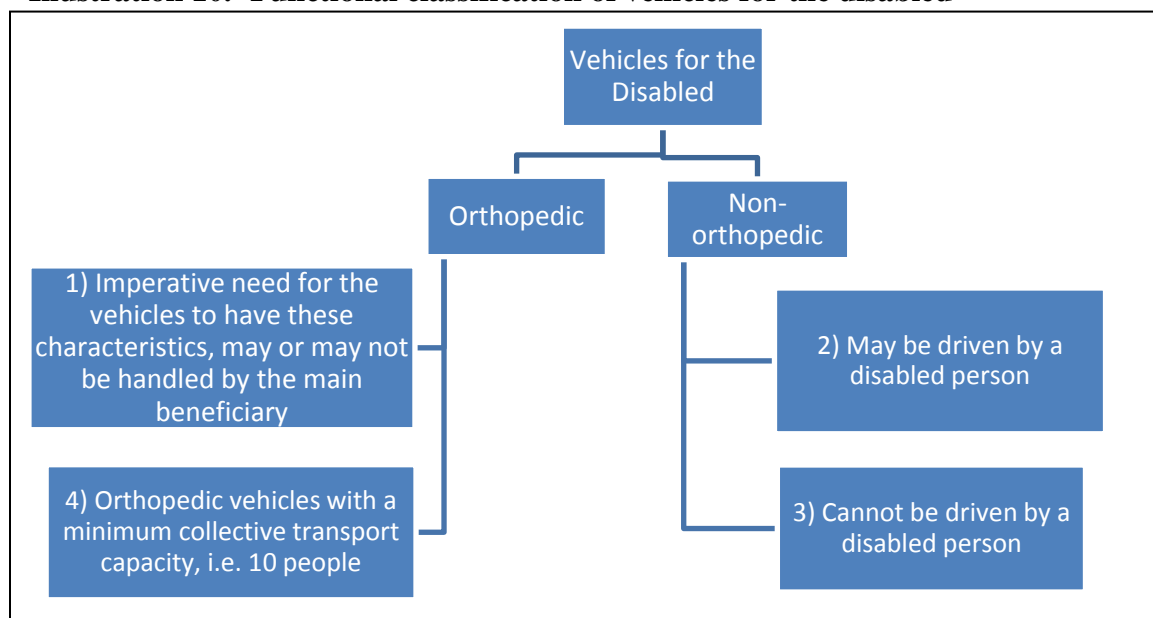 Vehicles for the
Disabled
Orthopedic
Non-
orthopedic
1) Imperative need for the
vehicles to have these
characteristics, may or may not
be handled by the main
beneficiary
2) May be driven by a
disabled person
4) Orthopedic vehicles with a
minimum collective transport
capacity, i.e. 10 people
3) Cannot be driven by a
disabled person